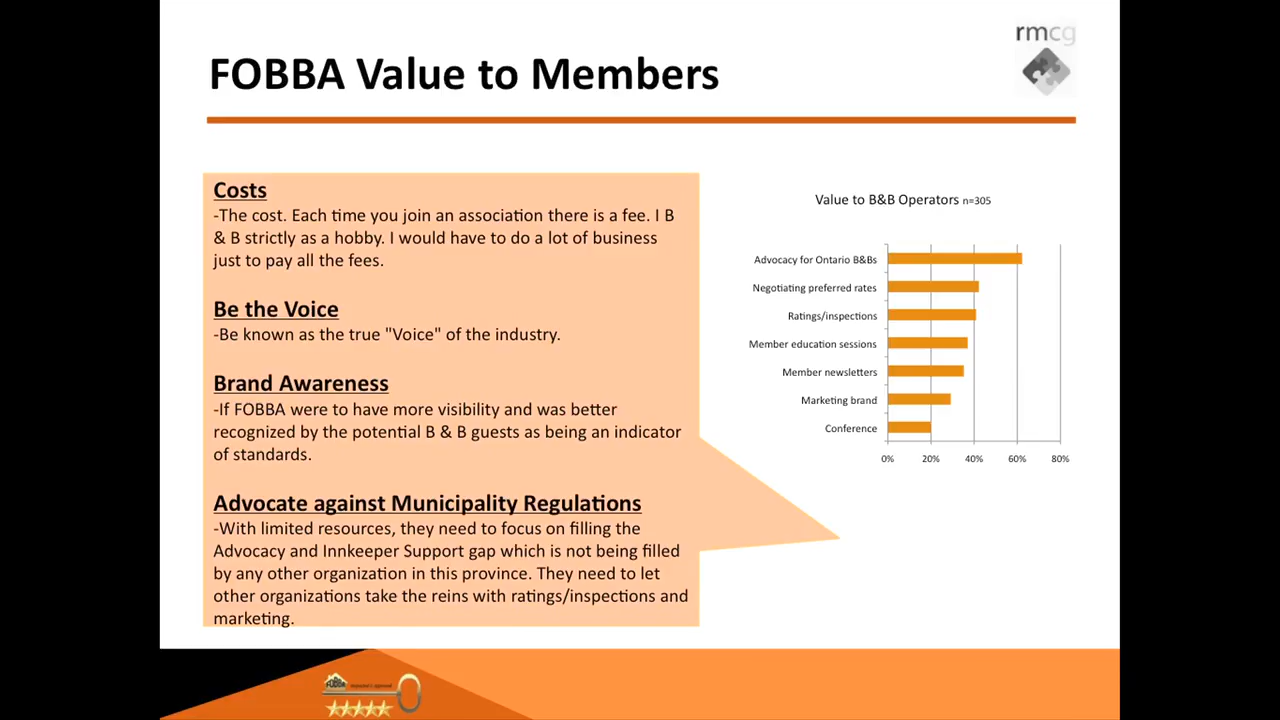 rmcg
FOBBA Value to Members
Costs
-The cost. Each time you join an association there is a fee. I B
& B strictly as a hobby. I would have to do a lot of business
just to pay all the fees.
Be the Voice
-Be known as the true "Voice" of the industry.
Brand Awareness
-If FOBBA were to have more visibility and was better
recognized by the potential B & B guests as being an indicator
of standards.
Advocate against Municipality Regulations
-With limited resources, they need to focus on filling the
Advocacy and Innkeeper Support gap which is not being filled
by any other organization in this province. They need to let
other organizations take the reins with ratings/inspections and
marketing.
Value to B&B Operators n=305
Advocacy for Ontario B&Bs
Negotiating preferred rates
Ratings/inspections
Member education sessions
Member newsletters
Marketing brand
Conference
0% 20% 40% 60% 80%
FOBBA